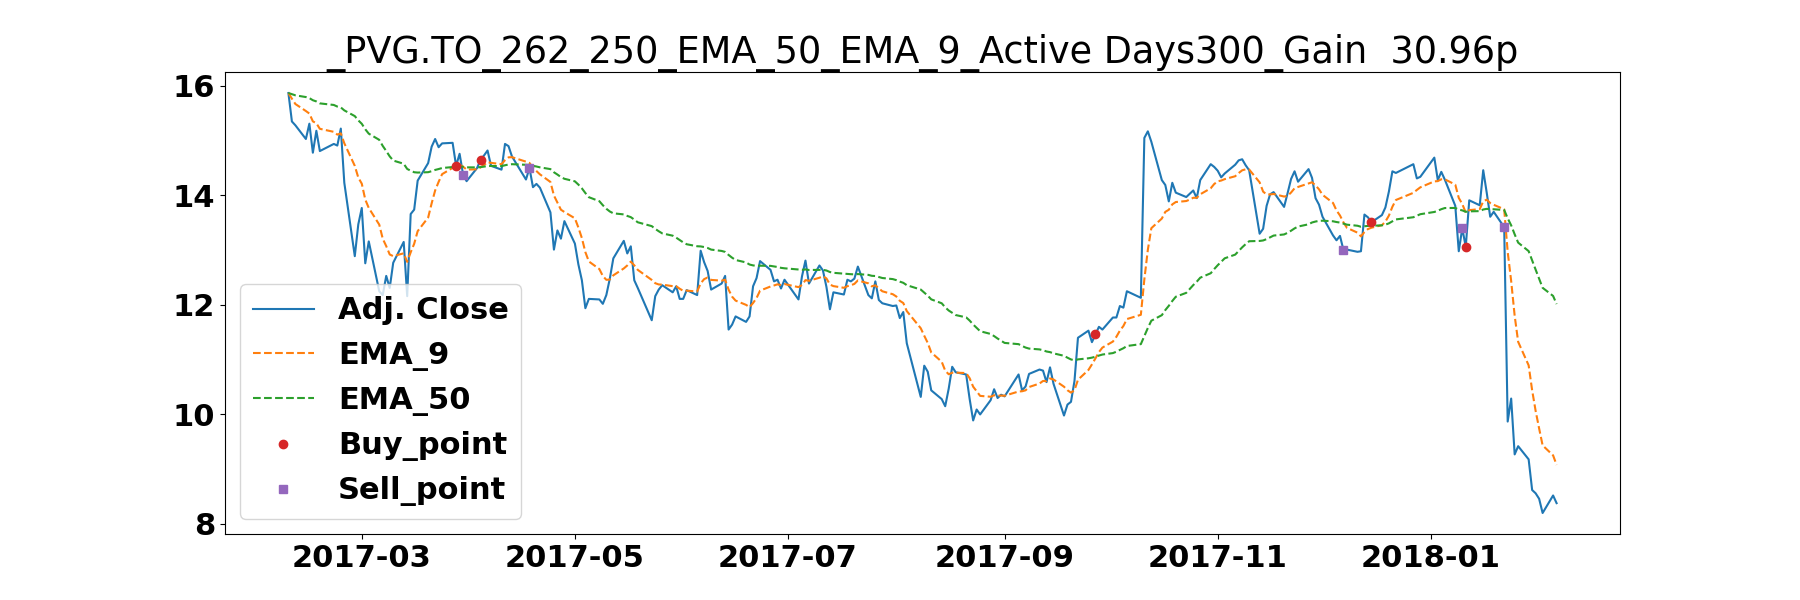 _PVG.TO_262_250_EMA_50_EMA_9_Active Days300_Gain  30.96p
16
14
12
10
8
Adj. Close
EMA_9
EMA_50
Buy_point
Sell_point
2017-03 2017-05 2017-07 2017-09 2017-11 2018-01